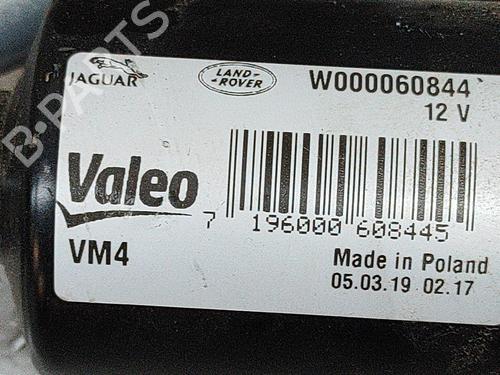 JAGUAR
LAND-
ROVER
W000060844
12 V
Valeo
7 196000 608445
VM4
Made in Poland
05.03.19 02.17
B-PARTS